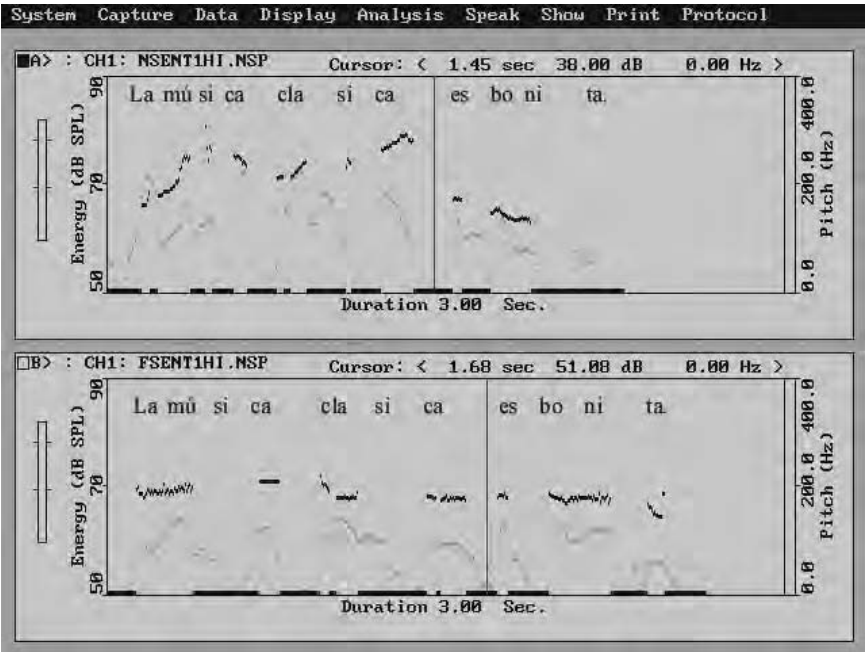 System Capture Data Display Analysis Speak Show Print Protocol
A> : CH1: NSENT1HI.NSP Cursor: < 1.45 sec 38.00 dB 0.00 Hz >
La mú si ca cla si ca es bo ni ta.
Energy (dB SPL)
90
70
50
400.0
200.0
0.0
Pitch (Hz)
Duration 3.00 Sec.
B> : CH1: FSENT1HI.NSP Cursor: < 1.68 sec 51.08 dB 0.00 Hz >
La mú si ca cla si ca es bo ni ta.
Energy (dB SPL)
90
70
50
400.0
200.0
0.0
Pitch (Hz)
Duration 3.00 Sec.